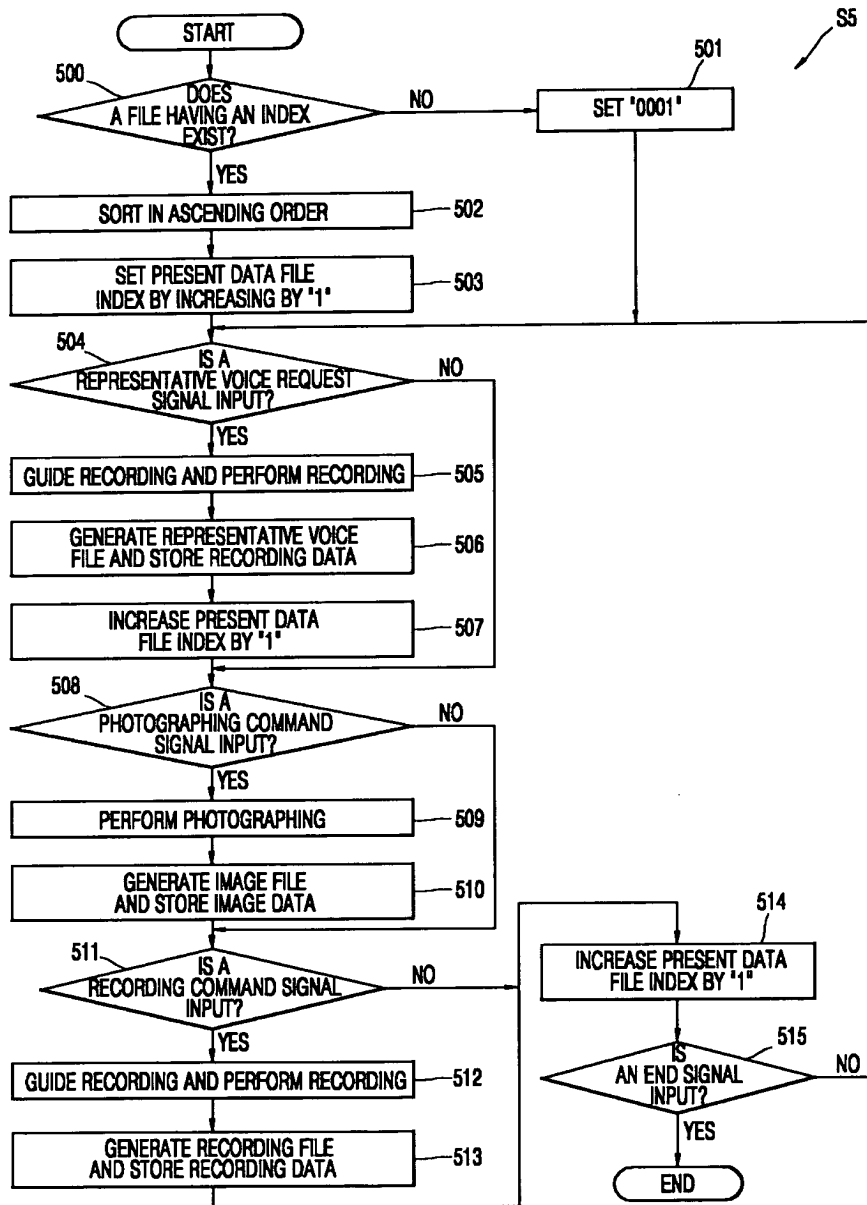 S5
START
500
DOES
A FILE HAVING AN INDEX
EXIST?
NO
501
SET "0001"
YES
SORT IN ASCENDING ORDER
502
SET PRESENT DATA FILE
INDEX BY INCREASING BY "1"
503
504
IS A
REPRESENTATIVE VOICE REQUEST
SIGNAL INPUT?
NO
YES
GUIDE RECORDING AND PERFORM RECORDING
505
GENERATE REPRESENTATIVE VOICE
FILE AND STORE RECORDING DATA
506
INCREASE PRESENT DATA
FILE INDEX BY "1"
507
508
IS A
PHOTOGRAPHING COMMAND
SIGNAL INPUT?
NO
YES
PERFORM PHOTOGRAPHING
509
GENERATE IMAGE FILE
AND STORE IMAGE DATA
510
511
IS A
RECORDING COMMAND SIGNAL
INPUT?
NO
YES
GUIDE RECORDING AND PERFORM RECORDING
512
GENERATE RECORDING FILE
AND STORE RECORDING DATA
513
514
INCREASE PRESENT DATA
FILE INDEX BY "1"
515
IS
AN END SIGNAL
INPUT?
NO
YES
END